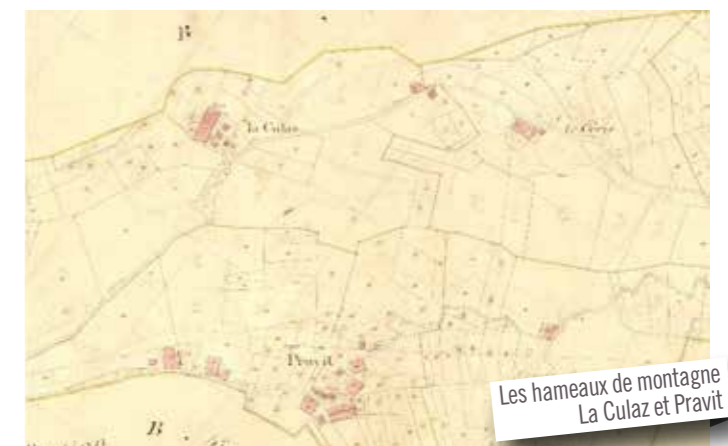 B
la Culaz
Pravit
B
Les hameaux de montagne
La Culaz et Pravit